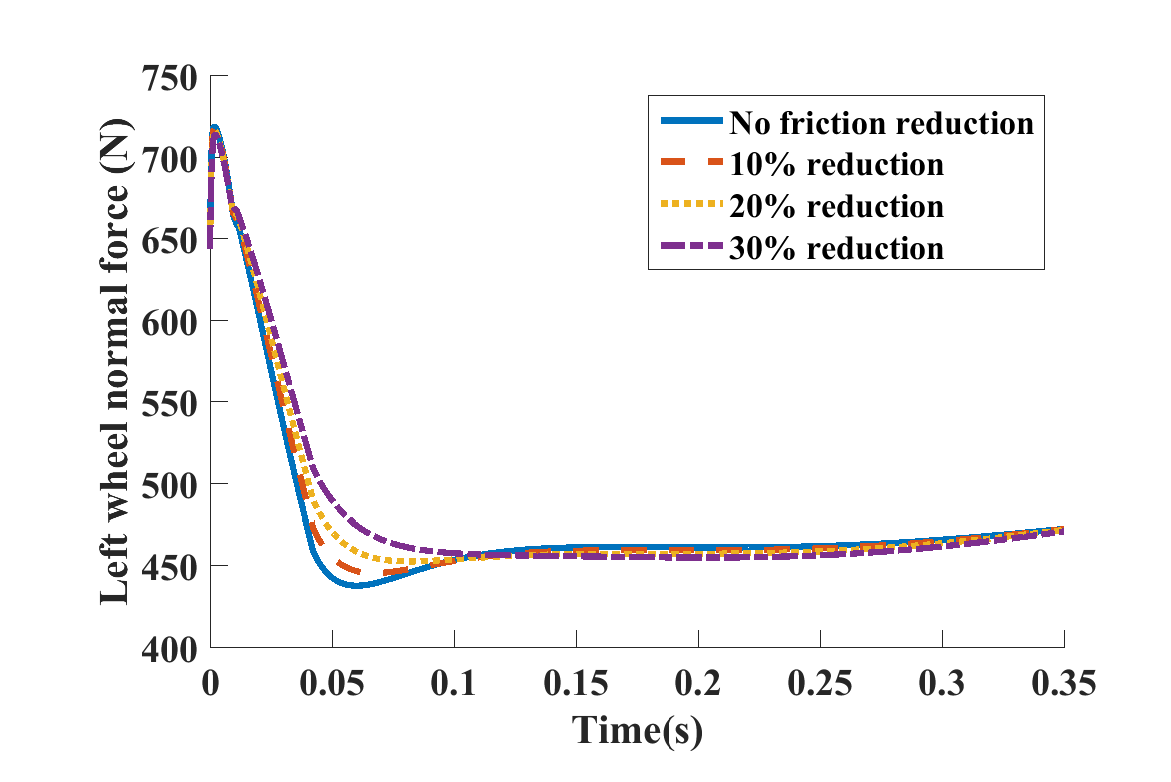 750
700
650
600
550
500
450
400
Left wheel normal force (N)
No friction reduction
10% reduction
20% reduction
30% reduction
0 0.05 0.1 0.15 0.2 0.25 0.3 0.35
Time(s)